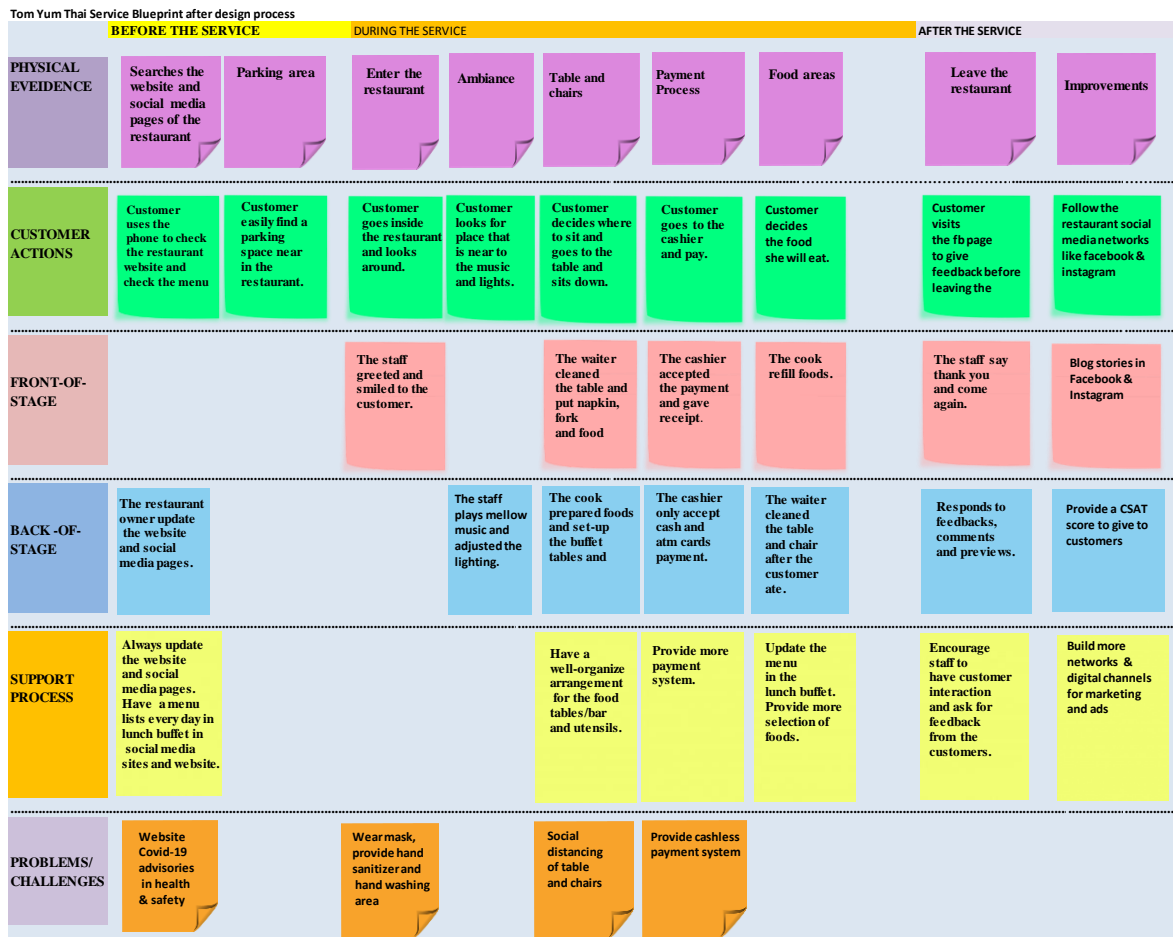 Tom Yum Thai Service Blueprint after design process
BEFORE THE SERVICE
DURING THE SERVICE
AFTER THE SERVICE
PHYSICAL
EVEIDENCE
Searches the
website and
social media
pages of the
restaurant
Parking area
Enter the
restaurant
Ambiance
Table and
chairs
Payment
Process
Food areas
Leave the
restaurant
Improvements
CUSTOMER
ACTIONS
Customer
uses the
phone to check
the restaurant
website and
check the menu
Customer
easily find a
parking
space near
in the
restaurant.
Customer
goes inside
the restaurant
and looks
around.
Customer
looks for
place that
is near to
the music
and lights.
Customer
decides where
to sit and
goes to the
table and
sits down.
Customer
goes to the
cashier
and pay.
Customer
decides
the food
she will eat.
Customer
visits
the fb page
to give
feedback before
leaving the
Follow the
restaurant social
media networks
like facebook &
instagram
FRONT-OF-
STAGE
The staff
greeted and
smiled to the
customer.
The waiter
cleaned
the table and
put napkin,
fork
and food
The cashier
accepted
the payment
and gave
receipt.
The cook
refill foods.
The staff say
thank you
and come
again.
Blog stories in
Facebook &
Instagram
BACK -OF-
STAGE
The restaurant
owner update
the website
and social
media pages.
The staff
plays mellow
music and
adjusted the
lighting.
The cook
prepared foods
and set-up
the buffet
tables and
The cashier
only accept
cash and
atm cards
payment.
The waiter
cleaned
the table
and chair
after the
customer
ate.
Responds to
feedbacks,
comments
and previews.
Provide a CSAT
score to give to
customers
SUPPORT
PROCESS
Always update
the website
and social
media pages.
Have a menu
lists every day in
lunch buffet in
social media
sites and website.
Have a
well-organize
arrangement
for the food
tables/bar
and utensils.
Provide more
payment
system.
Update the
menu
in the
lunch buffet.
Provide more
selection of
foods.
Encourage
staff to
have customer
interaction
and ask for
feedback
from the
customers.
Build more
networks &
digital channels
for marketing
and ads
PROBLEMS/
CHALLENGES
Website
Covid-19
advisories
in health
& safety
Wear mask,
provide hand
sanitizer and
hand washing
area
Social
distancing
of table
and chairs
Provide cashless
payment system